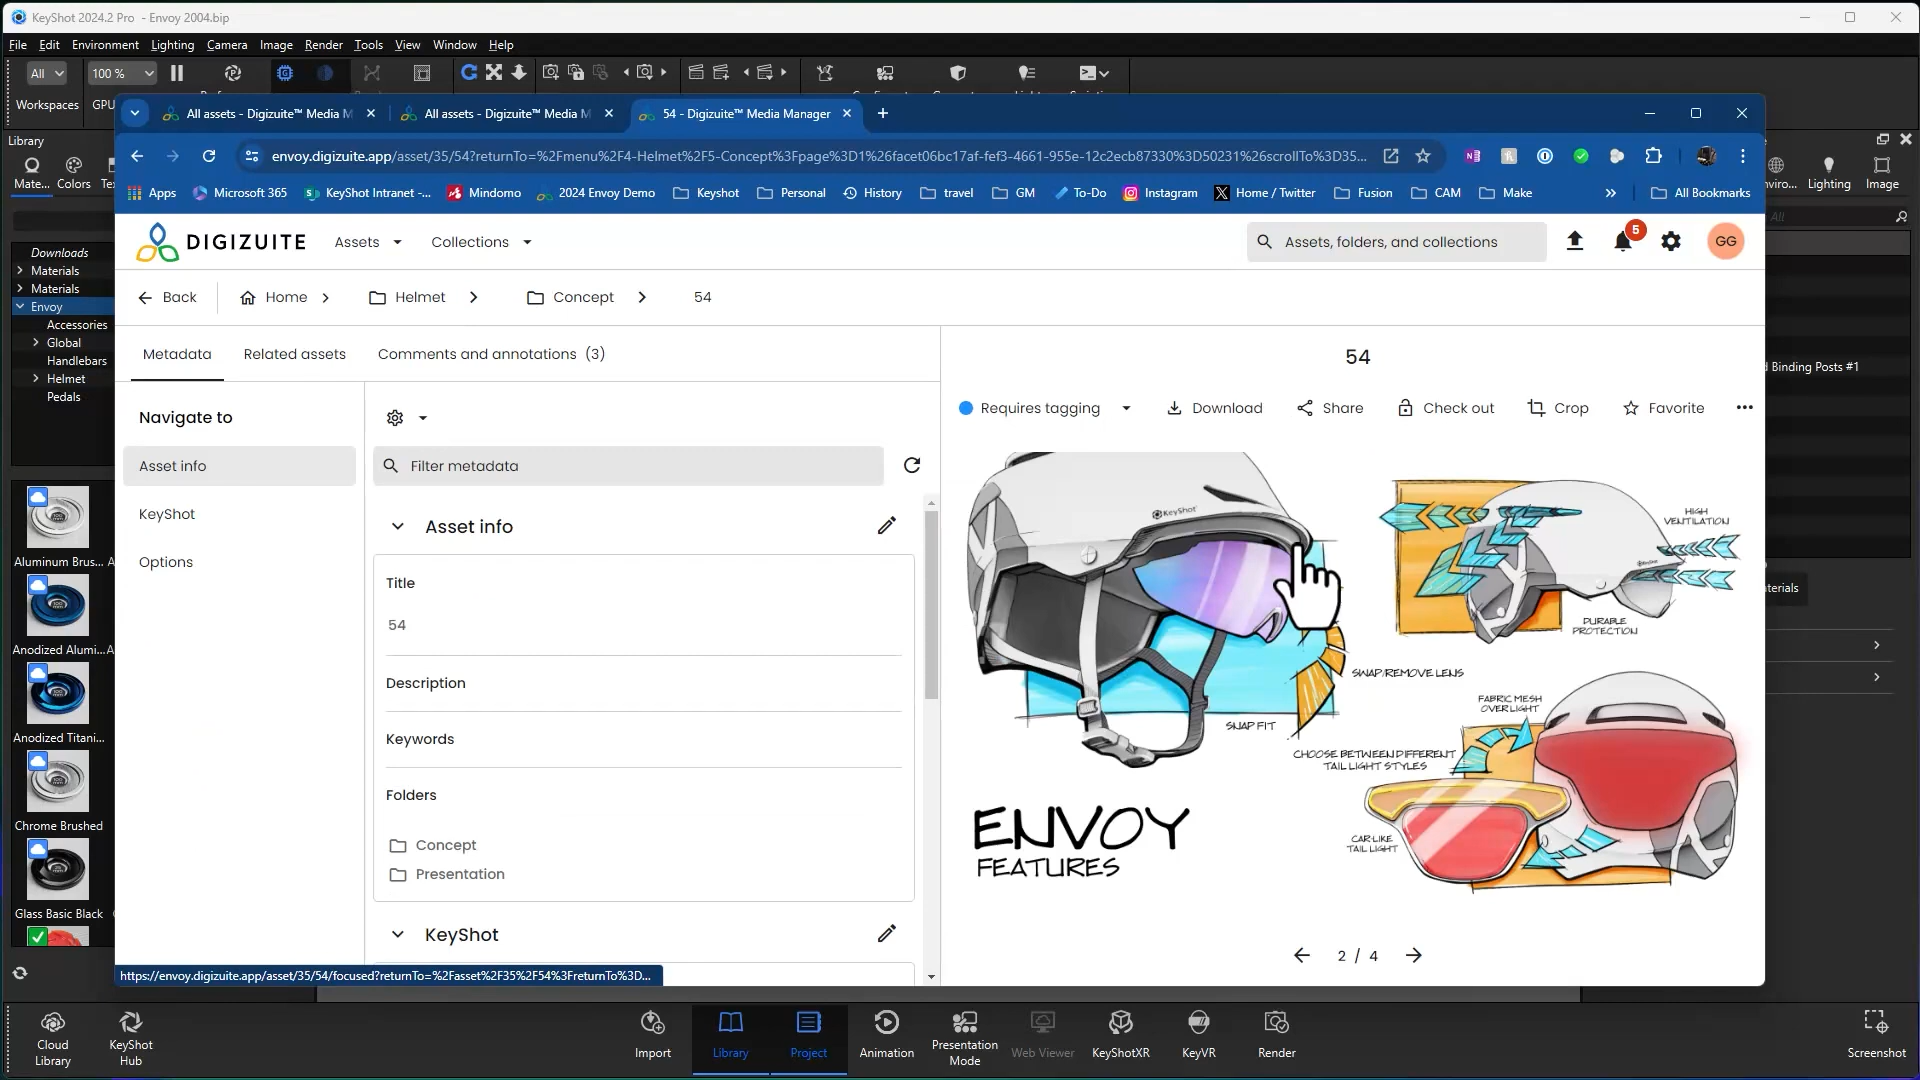 KeyShot 2024.2 Pro - Envoy 2004.bip
File Edit Environment Lighting Camera Image Render Tools View Window Help
All
100 %
Workspaces
GPU
All assets - Digizuite™ Media M
All assets - Digizuite™ Media M
54 - Digizuite™ Media Manager
envoy.digizuite.app/asset/35/54?returnTo=%2Fmenu%2F4-Helmet%2F5-Concept%3Fpage%3D1%26facet06bc17af-fef3-4661-955e-12c2ecb87330%3D50231%26scrollTo%3D35...
Apps Microsoft 365 KeyShot Intranet -... Mindomo 2024 Envoy Demo Keyshot Personal History travel GM To-Do Instagram Home / Twitter Fusion CAM Make » All Bookmarks
Library
Mate... Colors
Downloads
Materials
Materials
Envoy
Accessories
Global
Handlebars
Helmet
Pedals
Aluminum Brus...
Anodized Alumi...
Anodized Titani...
Chrome Brushed
Glass Basic Black
DIGIZUITE
Assets
Collections
Assets, folders, and collections
5
GG
Back
Home
Helmet
Concept
54
Metadata
Related assets
Comments and annotations (3)
Navigate to
Asset info
KeyShot
Options
Filter metadata
Asset info
Title
54
Description
Keywords
Folders
Concept
Presentation
KeyShot
54
Requires tagging
Download
Share
Check out
Crop
Favorite
KeyShot
HIGH
VENTILATION
DURABLE
PROTECTION
SWAP/REMOVE LENS
SNAP FIT
FABRIC MESH
OVER LIGHT
CHOOSE BETWEEN DIFFERENT
TAIL LIGHT STYLES
CAR-LIKE
TAIL LIGHT
ENVOY
FEATURES
2 / 4
https://envoy.digizuite.app/asset/35/54/focused?returnTo=%2Fasset%2F35%2F54%3FreturnTo%3D...
nviro...
Lighting
Image
All
d Binding Posts #1
terials
Cloud
Library
KeyShot
Hub
Import
Library
Project
Animation
Presentation
Mode
Web Viewer
KeyShotXR
KeyVR
Render
Screenshot